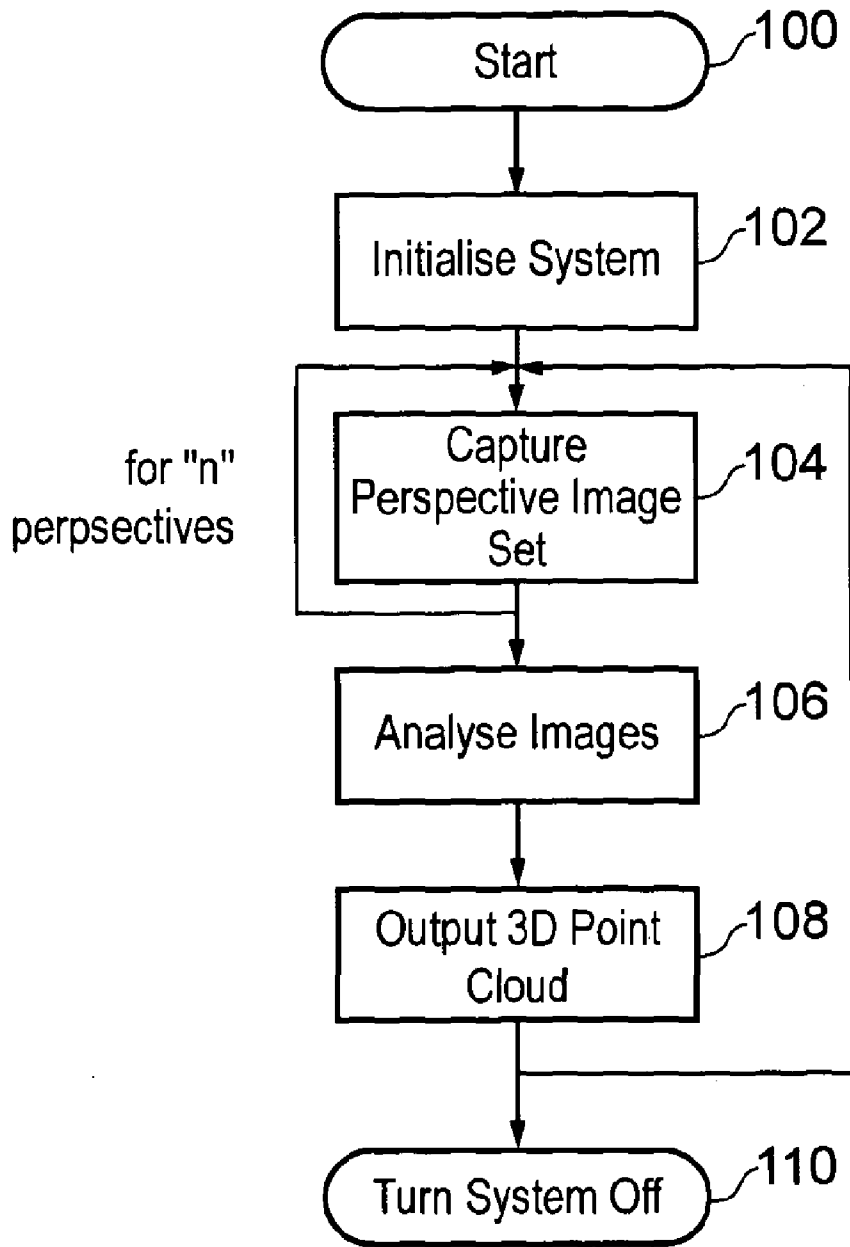 Start
100
Initialise System
102
for "n"
perpsectives
Capture
Perspective Image
Set
104
Analyse Images
106
Output 3D Point
Cloud
108
Turn System Off
110